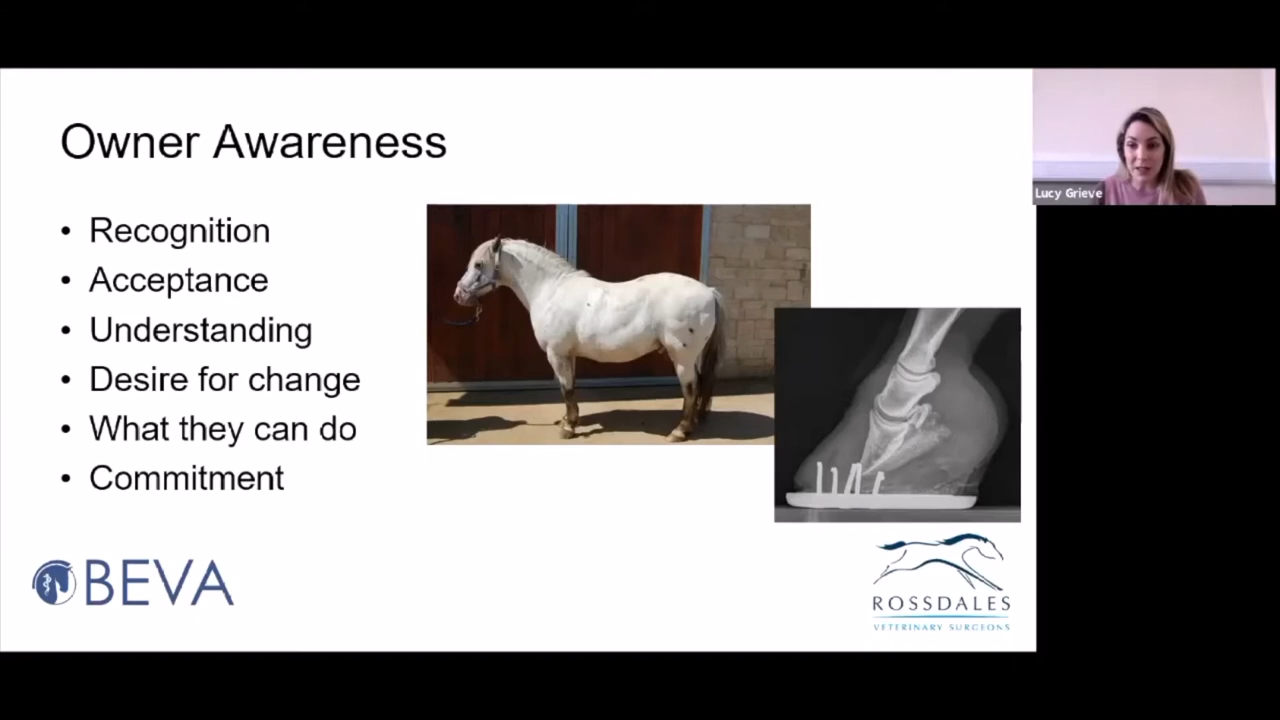 Owner Awareness
• Recognition
• Acceptance
• Understanding
• Desire for change
• What they can do
• Commitment
BEVA
ROSSDALES
VETERINARY SURGEONS
Lucy Grieve